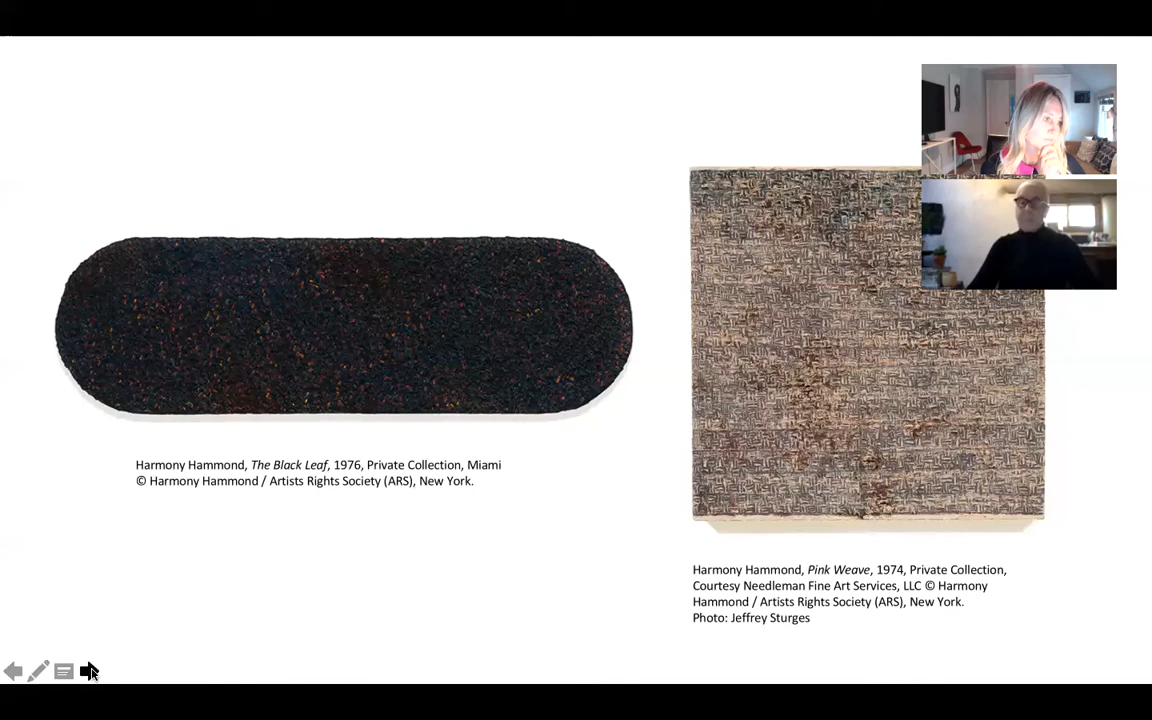 Harmony Hammond, The Black Leaf, 1976, Private Collection, Miami
© Harmony Hammond / Artists Rights Society (ARS), New York.
Harmony Hammond, Pink Weave, 1974, Private Collection,
Courtesy Needleman Fine Art Services, LLC © Harmony
Hammond / Artists Rights Society (ARS), New York.
Photo: Jeffrey Sturges